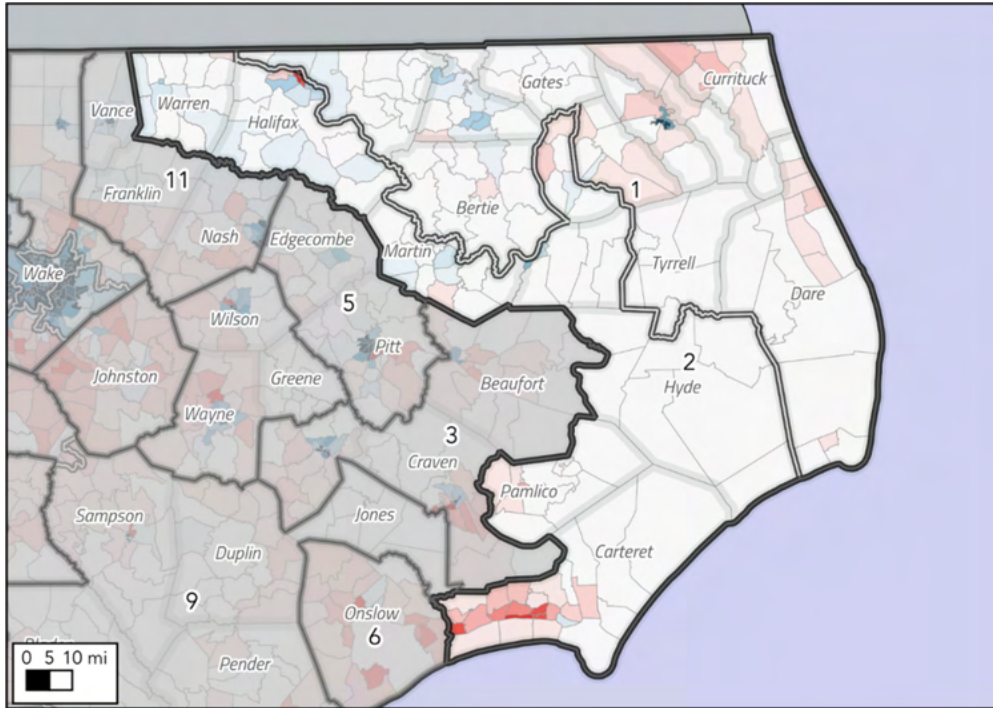 Gates
Currituck
Vance
Warren
Halifax
11
Franklin
1
Bertie
Nash
Edgecombe
Martin
Tyrrell
Wake
Dare
5
Wilson
Pitt
2
Johnston
Greene
Beaufort
Hyde
Wayne
3
Craven
Pamlico
Sampson
Jones
Duplin
Carteret
9
Onslow
6
Pender
0 5 10 mi